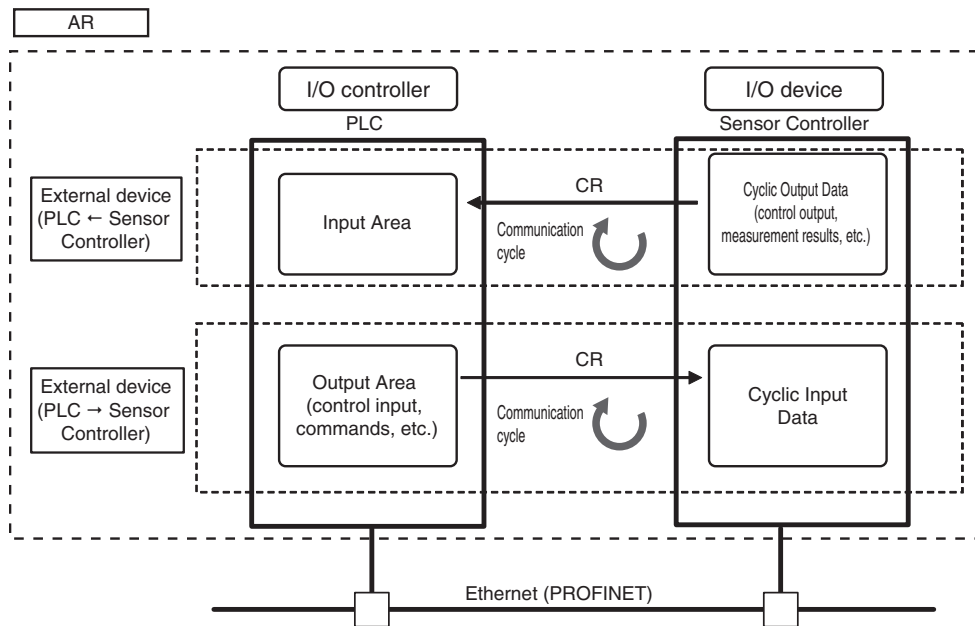 AR
I/O controller
PLC
I/O device
Sensor Controller
External device
(PLC ← Sensor
Controller)
Input Area
CR
Communication
cycle
Cyclic Output Data
(control output,
measurement results, etc.)
External device
(PLC → Sensor
Controller)
Output Area
(control input,
commands, etc.)
CR
Communication
cycle
Cyclic Input
Data
Ethernet (PROFINET)